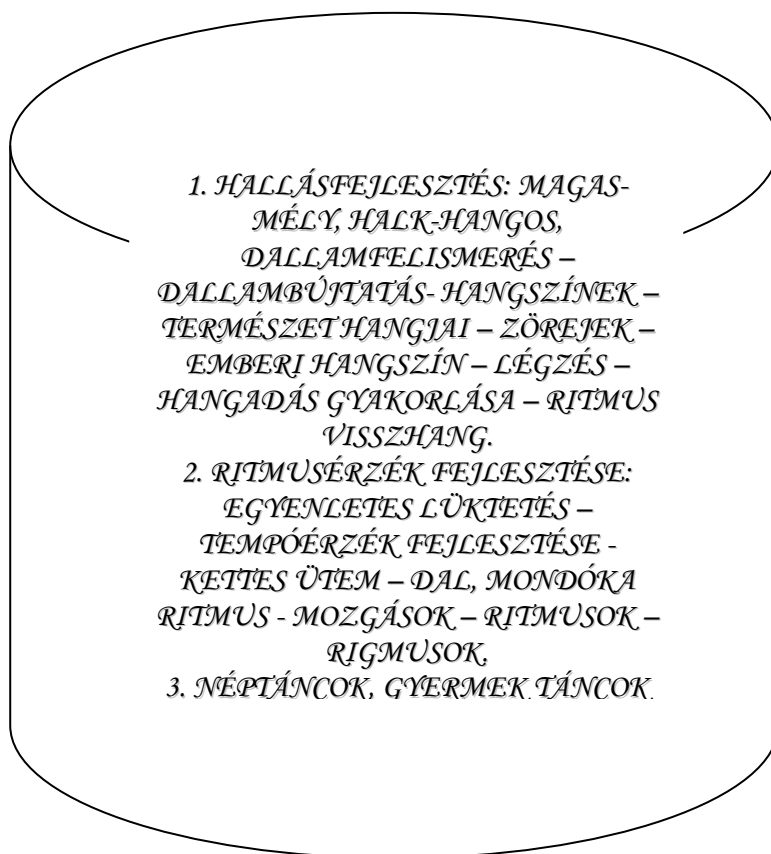 1. HALLÁSFEJLESZTÉS: MAGAS-
MÉLY, HALK-HANGOS,
DALLAMFELISMERÉS –
DALLAMBÚJTATÁS- HANGSZÍNEK –
TERMÉSZET HANGJAI – ZÖREJEK –
EMBERI HANGSZÍN – LÉGZÉS –
HANGADÁS GYAKORLÁSA – RITMUS
VISSZHANG.
2. RITMUSÉRZÉK FEJLESZTÉSE:
EGYENLETES LÜKTETÉS –
TEMPÓÉRZÉK FEJLESZTÉSE -
KETTES ÜTEM – DAL, MONDÓKA
RITMUS - MOZGÁSOK – RITMUSOK –
RIGMUSOK.
3. NÉPTÁNCOK, GYERMEK TÁNCOK